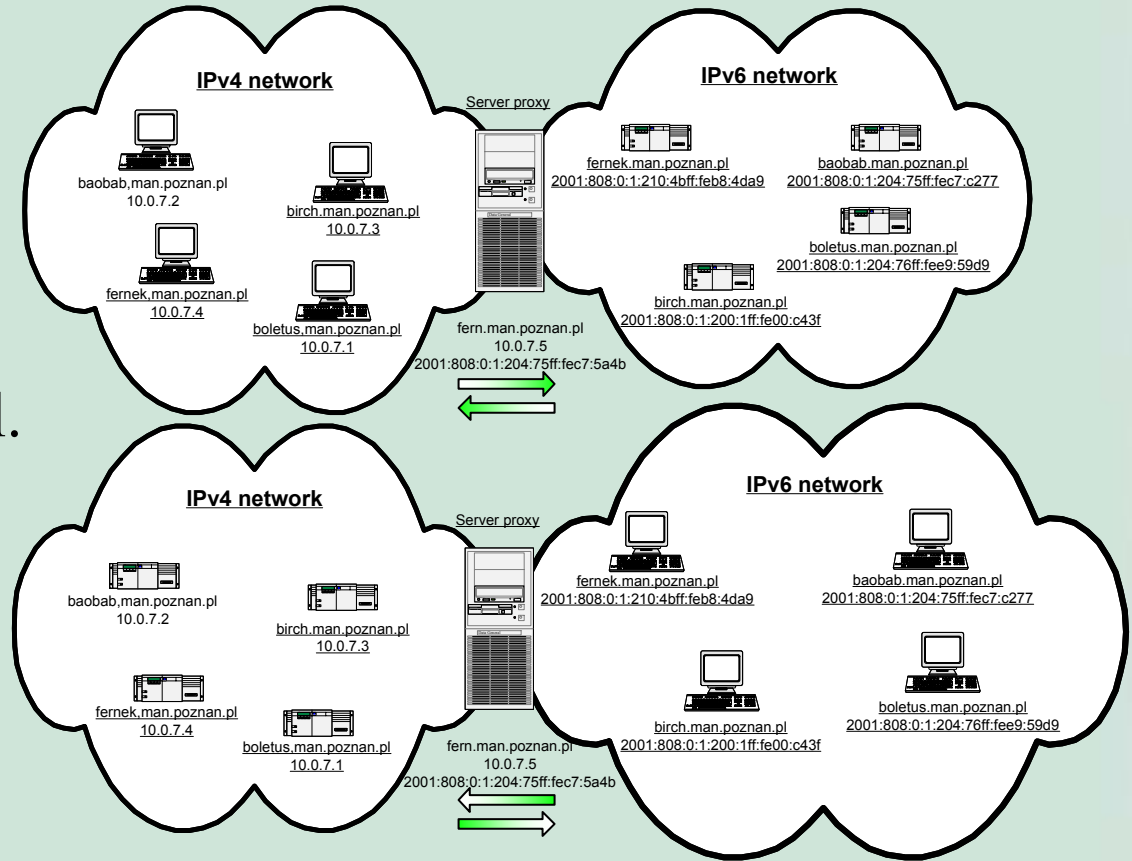 IPv4 network
baobab,man.poznan.pl
10.0.7.2
birch.man.poznan.pl
10.0.7.3
fernek,man.poznan.pl
10.0.7.4
boletus,man.poznan.pl
10.0.7.1
Server proxy
fern.man.poznan.pl
10.0.7.5
2001:808:0:1:204:75ff:fec7:5a4b
IPv6 network
fernek.man.poznan.pl
2001:808:0:1:210:4bff:feb8:4da9
baobab.man.poznan.pl
2001:808:0:1:204:75ff:fec7:c277
boletus.man.poznan.pl
2001:808:0:1:204:76ff:fee9:59d9
birch.man.poznan.pl
2001:808:0:1:200:1ff:fe00:c43f
IPv4 network
baobab,man.poznan.pl
10.0.7.2
birch.man.poznan.pl
10.0.7.3
fernek,man.poznan.pl
10.0.7.4
boletus,man.poznan.pl
10.0.7.1
Server proxy
fern.man.poznan.pl
10.0.7.5
2001:808:0:1:204:75ff:fec7:5a4b
IPv6 network
fernek.man.poznan.pl
2001:808:0:1:210:4bff:feb8:4da9
baobab.man.poznan.pl
2001:808:0:1:204:75ff:fec7:c277
birch.man.poznan.pl
2001:808:0:1:200:1ff:fe00:c43f
boletus.man.poznan.pl
2001:808:0:1:204:76ff:fee9:59d9